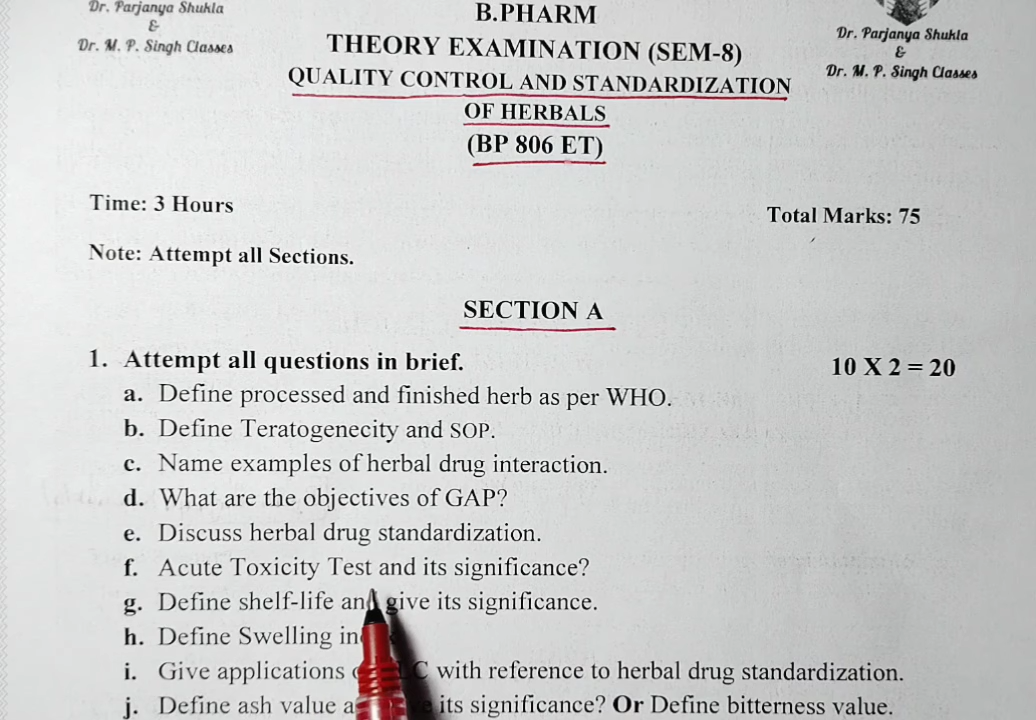 Dr. Parjanya Shukla
&
Dr. M. P. Singh Classes
B.PHARM
THEORY EXAMINATION (SEM-8)
QUALITY CONTROL AND STANDARDIZATION
OF HERBALS
(BP 806 ET)
Dr. Parjanya Shukla
&
Dr. M. P. Singh Classes
Time: 3 Hours
Total Marks: 75
Note: Attempt all Sections.
SECTION A
1. Attempt all questions in brief. 10 X 2 = 20
a. Define processed and finished herb as per WHO.
b. Define Teratogenecity and SOP.
c. Name examples of herbal drug interaction.
d. What are the objectives of GAP?
e. Discuss herbal drug standardization.
f. Acute Toxicity Test and its significance?
g. Define shelf-life and give its significance.
h. Define Swelling
i. Give applications with reference to herbal drug standardization.
j. Define ash value its significance? Or Define bitterness value.